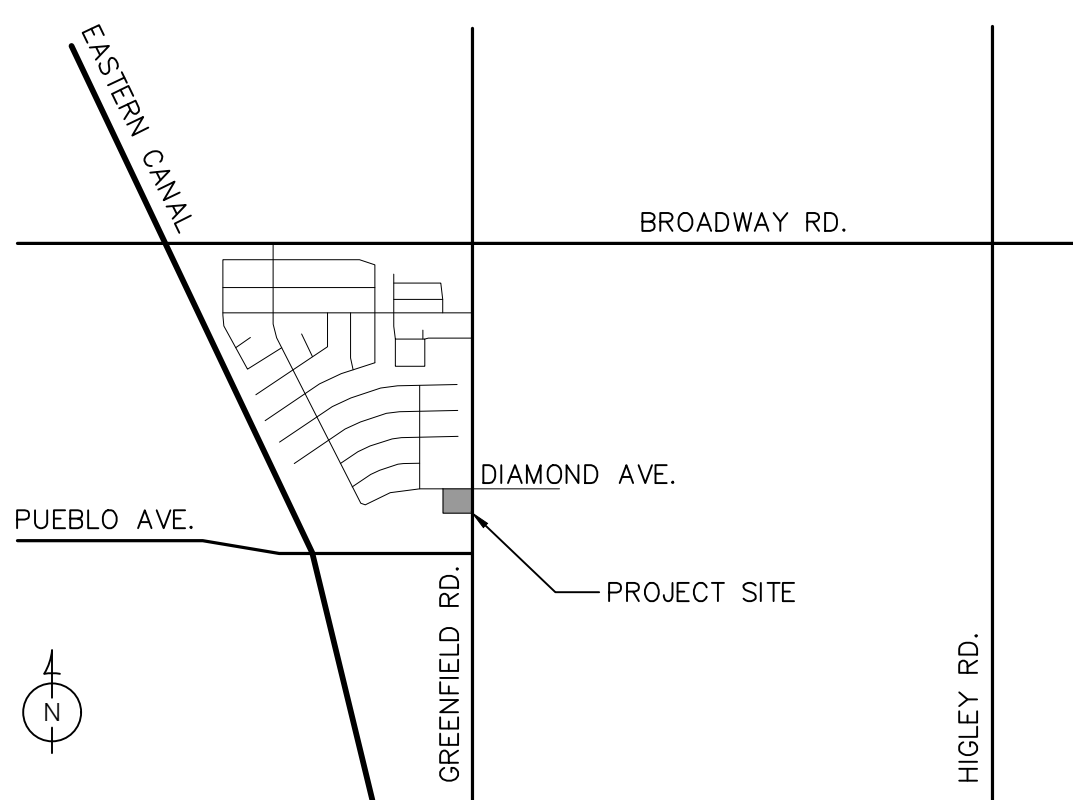 EASTERN CANAL
BROADWAY RD.
DIAMOND AVE.
PUEBLO AVE.
PROJECT SITE
GREENFIELD RD.
HIGLEY RD.
N